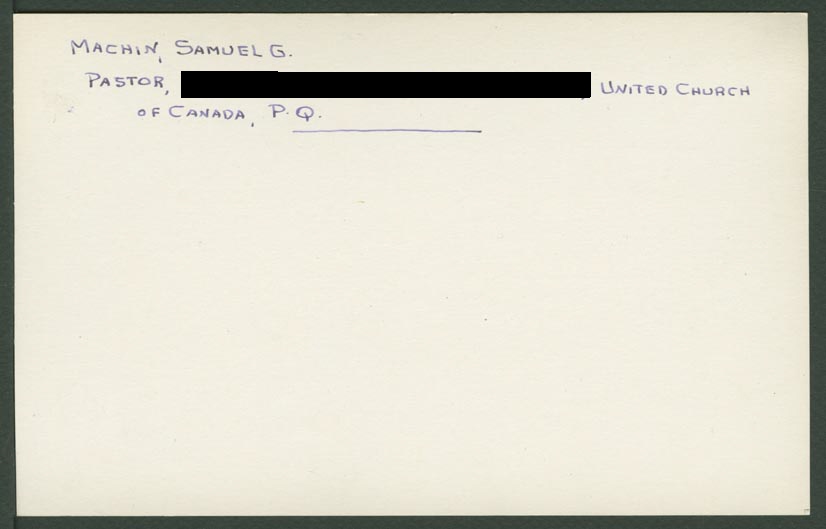 MACHIN, SAMUEL G.
PASTOR, , UNITED CHURCH
OF CANADA, P.Q.